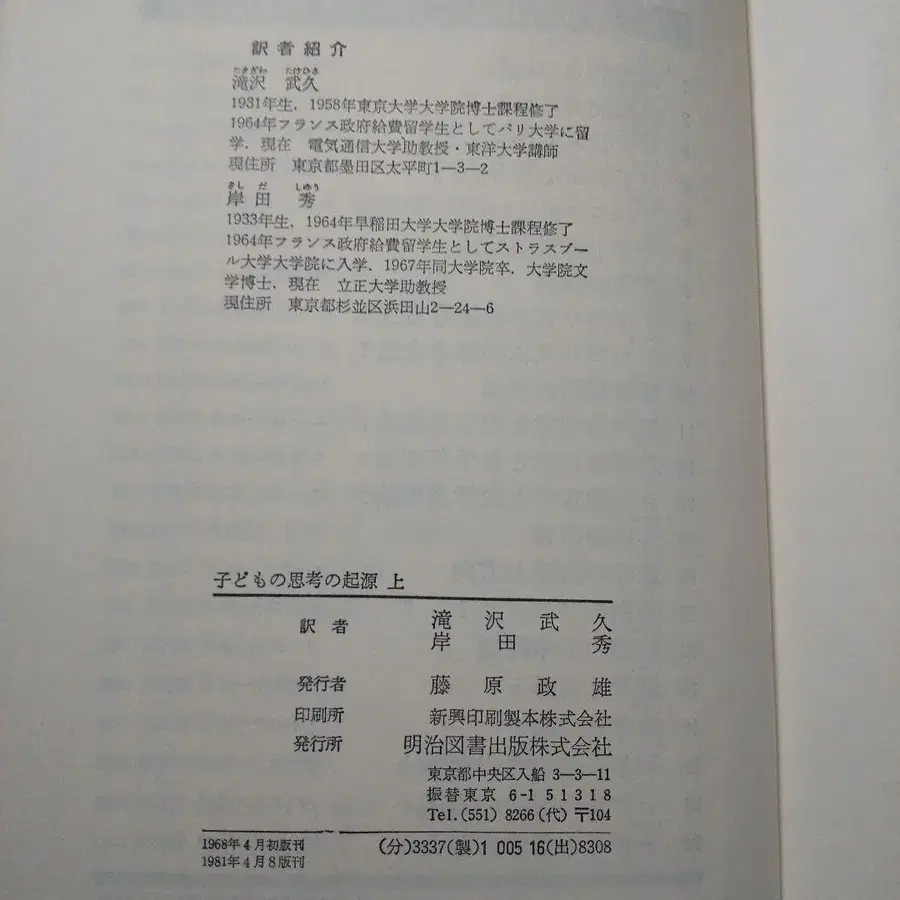 訳者紹介
たきざわ たけひさ
滝沢 武久
1931年生，1958年東京大学大学院博士課程修了
1964年フランス政府給費留学生としてパリ大学に留
学．現在 電気通信大学助教授・東洋大学講師
現住所 東京都墨田区太平町1—3—2
きし だ しゆう
岸田 秀
1933年生，1964年早稲田大学大学院博士課程修了
1964年フランス政府給費留学生としてストラスブー
ル大学大学院に入学．1967年同大学院卒．大学院文
学博士．現在 立正大学助教授
現住所 東京都杉並区浜田山2—24—6
子どもの思考の起源 上
訳者 滝沢武久
岸田秀
発行者 藤原政雄
印刷所 新興印刷製本株式会社
発行所 明治図書出版株式会社
東京都中央区入船 3—3—11
振替東京 6-151318
Tel.(551) 8266(代) 〒104
1968年4月初版刊
1981年4月8版刊
(分)3337(製)1 005 16(出)8308